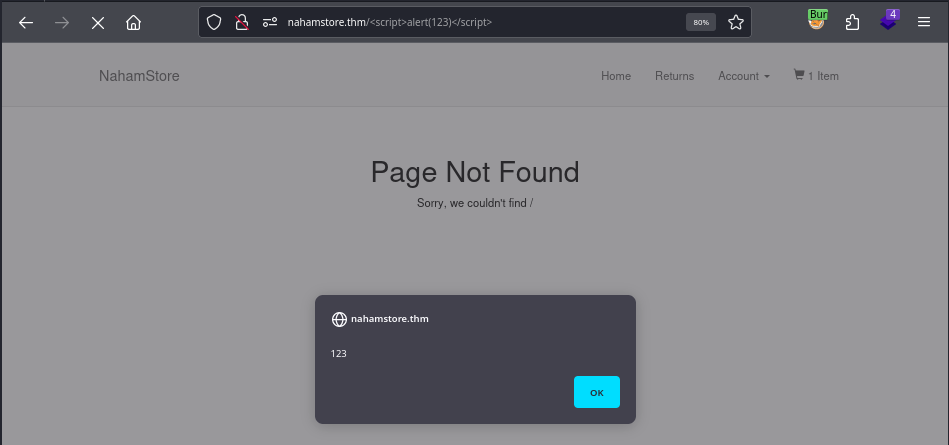 nahamstore.thm/<script>alert(123)</script>
80%
Bur
4
NahamStore
Home
Returns
Account
1 Item
Page Not Found
Sorry, we couldn't find /
nahamstore.thm
123
OK